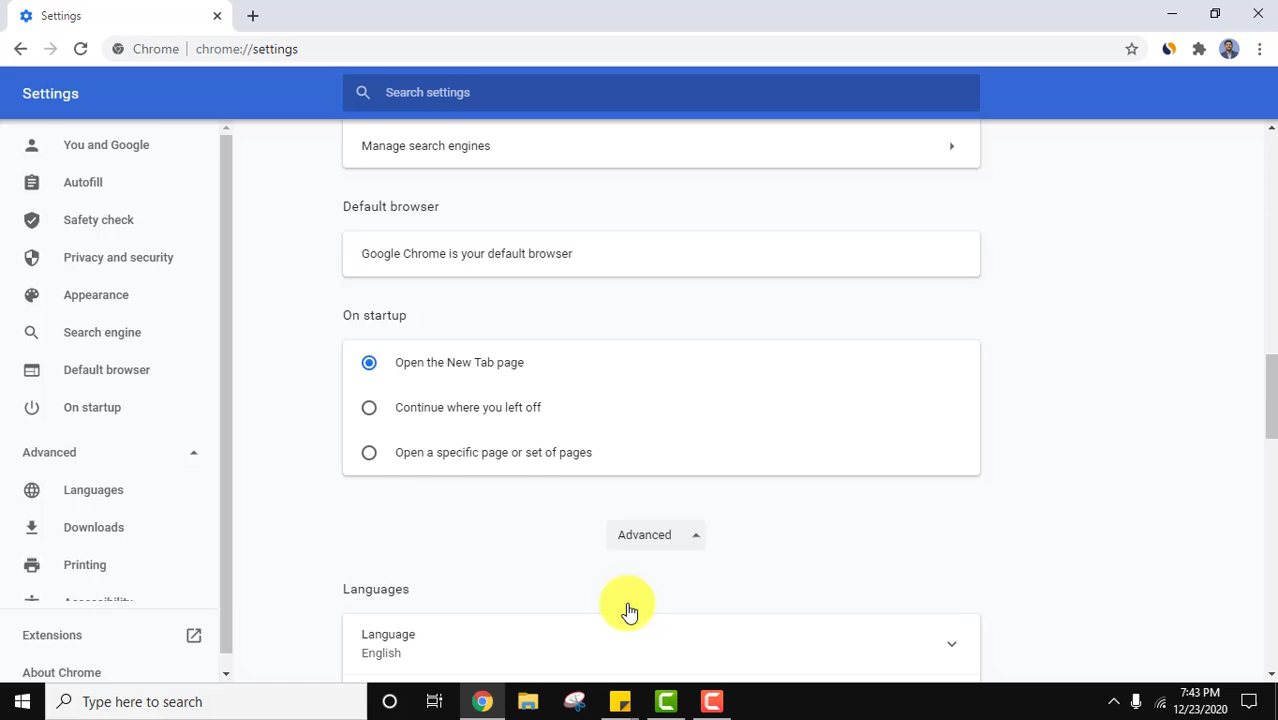 Settings
Chrome
chrome://settings
Settings
Search settings
You and Google
Autofill
Safety check
Privacy and security
Appearance
Search engine
Default browser
On startup
Advanced
Languages
Downloads
Printing
Accessibility
Extensions
About Chrome
Manage search engines
Default browser
Google Chrome is your default browser
On startup
Open the New Tab page
Continue where you left off
Open a specific page or set of pages
Advanced
Languages
Language
English
Type here to search
7:43 PM
12/23/2020